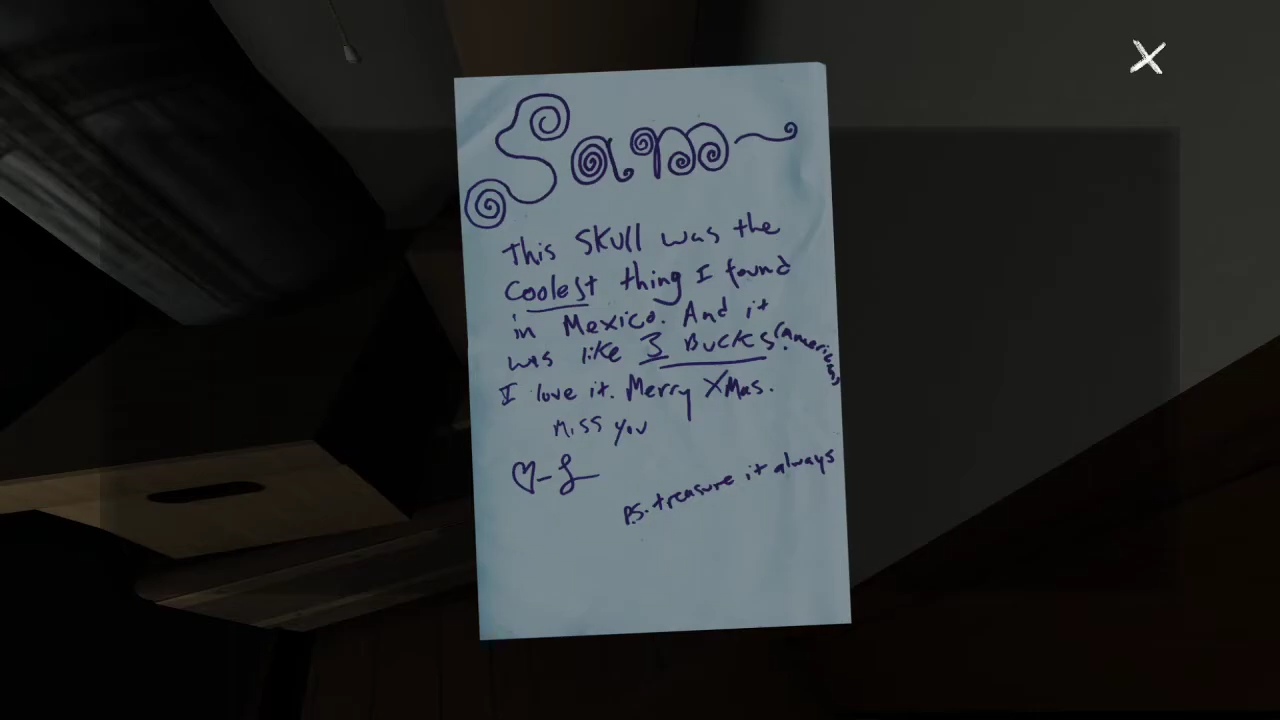 Sam
This SKUll was the
Coolest thing I found
in Mexico. And it
was like 3 BUCKS. (american)
I love it. Merry XMas.
Miss you
♡-L
P.S. treasure it always